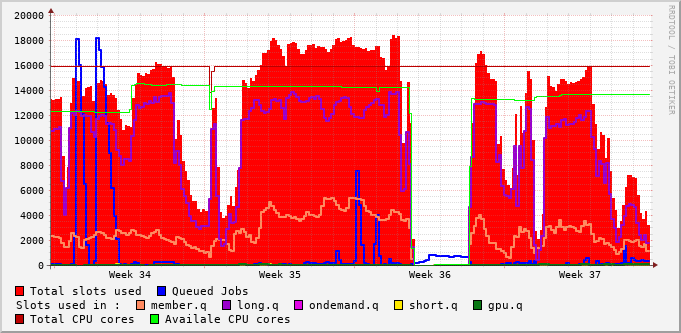 20000
18000
16000
14000
12000
10000
8000
6000
4000
2000
0
Week 34 Week 35 Week 36 Week 37
RRDTOOL / TOBI OETIKER
Total slots used Queued Jobs
Slots used in : member.q long.q ondemand.q short.q gpu.q
Total CPU cores Availale CPU cores